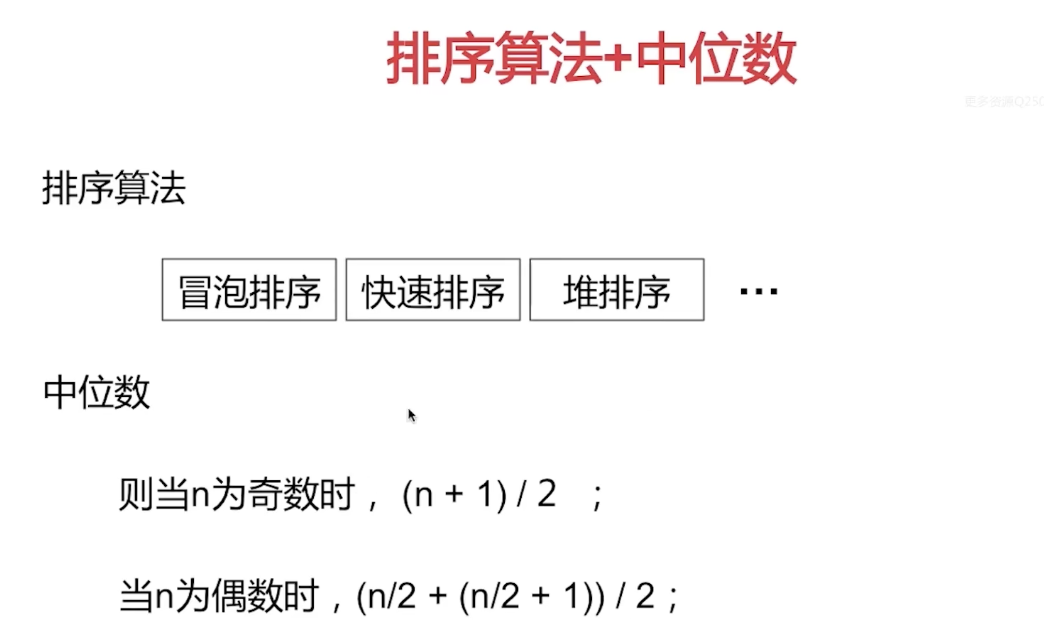 排序算法+中位数
更多资源Q250
排序算法
冒泡排序 快速排序 堆排序 ...
中位数
则当n为奇数时， (n + 1) / 2 ；
当n为偶数时，(n/2 + (n/2 + 1)) / 2；